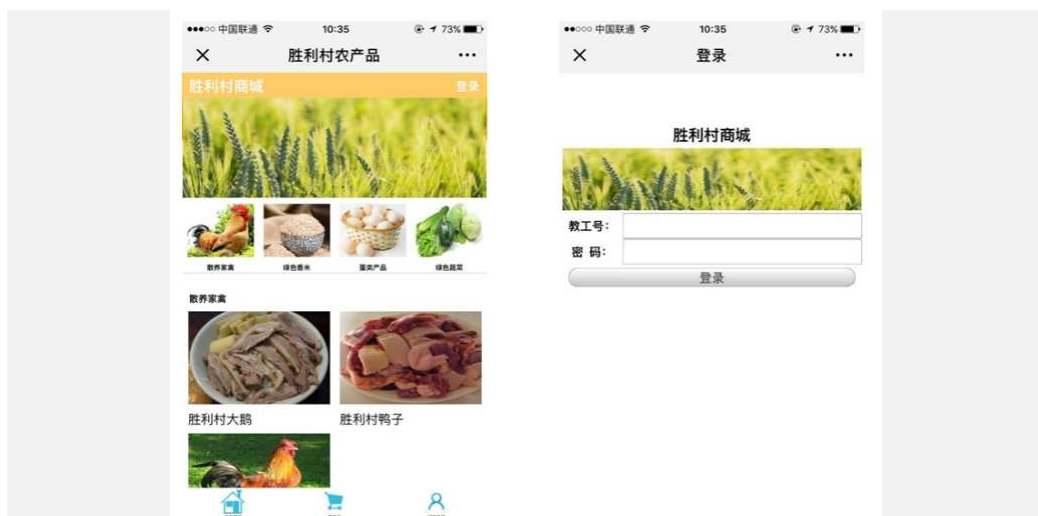 中国联通 10:35 73%
胜利村农产品
胜利村商城 登录
散养家禽 绿色香米 蛋类产品 绿色蔬菜
散养家禽
胜利村大鹅 胜利村鸭子
中国联通 10:35 73%
登录
胜利村商城
教工号：
密 码：
登录